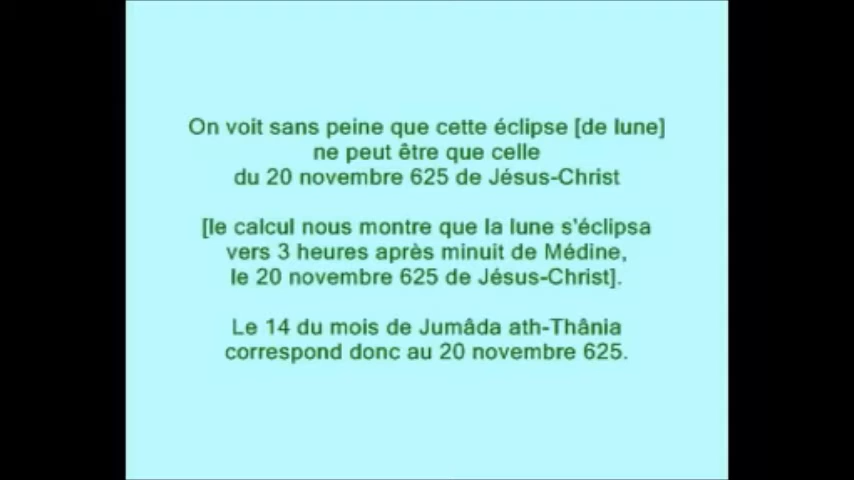 On voit sans peine que cette éclipse [de lune]
ne peut être que celle
du 20 novembre 625 de Jésus-Christ
[le calcul nous montre que la lune s'éclipsa
vers 3 heures après minuit de Médine,
le 20 novembre 625 de Jésus-Christ].
Le 14 du mois de Jumâda ath-Thânia
correspond donc au 20 novembre 625.